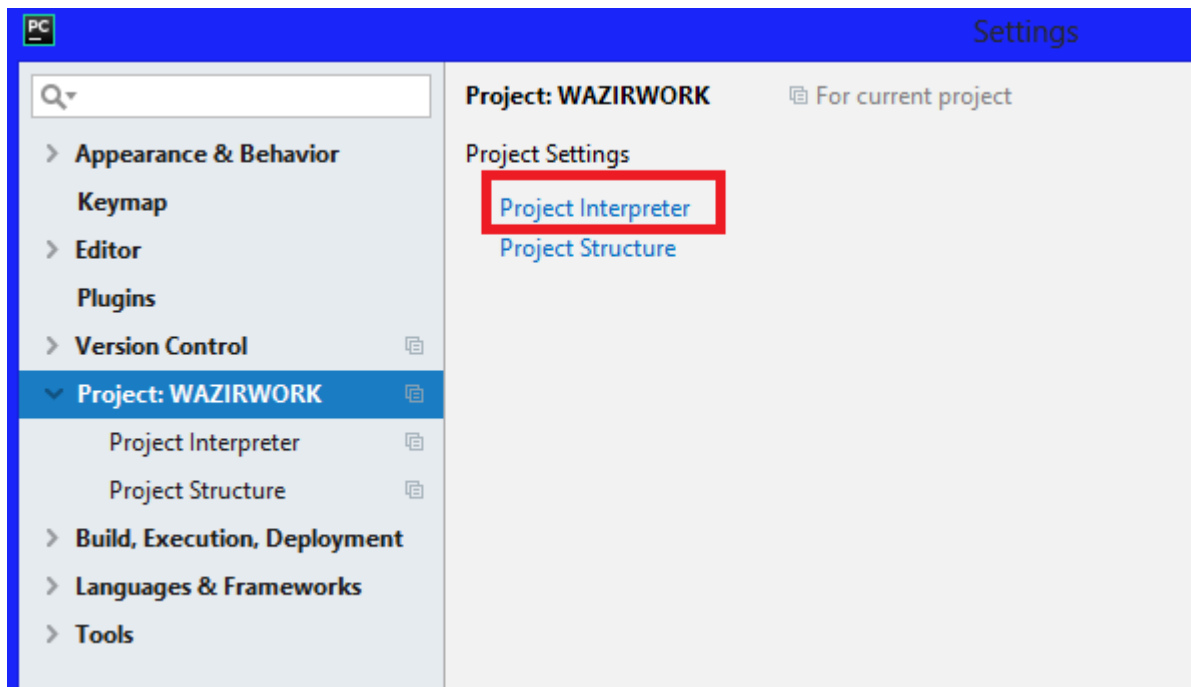 PC
Settings
Appearance & Behavior
Keymap
Editor
Plugins
Version Control
Project: WAZIRWORK
Project Interpreter
Project Structure
Build, Execution, Deployment
Languages & Frameworks
Tools
Project: WAZIRWORK For current project
Project Settings
Project Interpreter
Project Structure